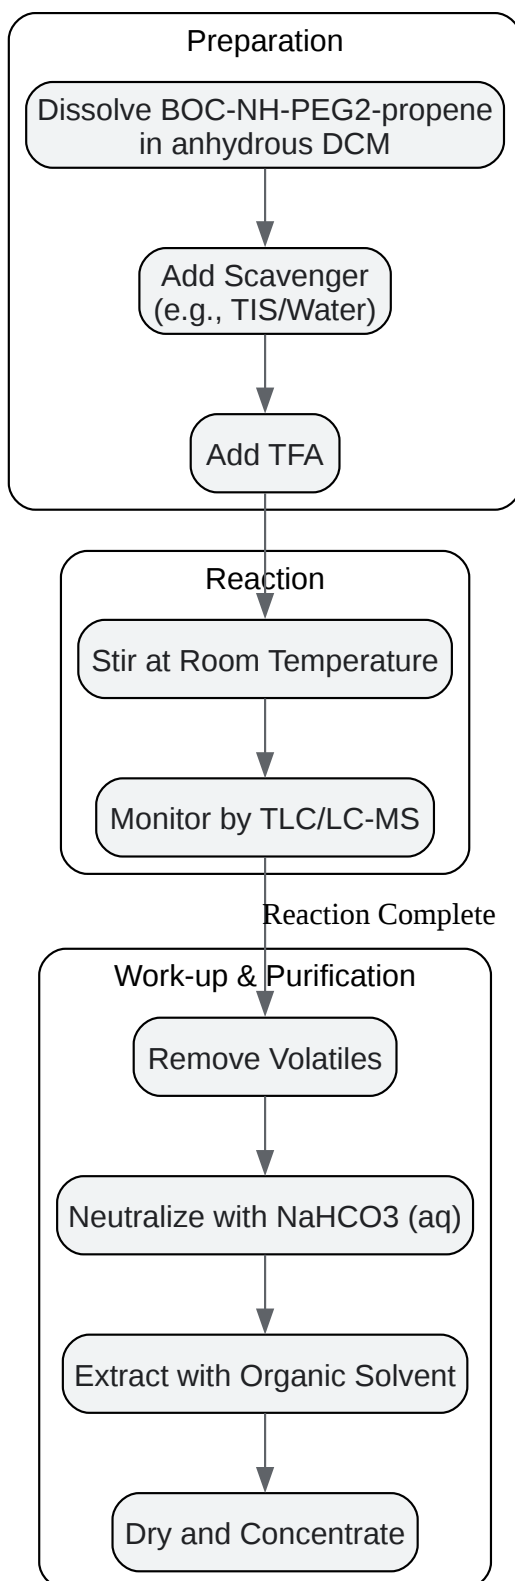 Preparation
Dissolve BOC-NH-PEG2-propene
in anhydrous DCM
Add Scavenger
(e.g., TIS/Water)
Add TFA
Reaction
Stir at Room Temperature
Monitor by TLC/LC-MS
Reaction Complete
Work-up & Purification
Remove Volatiles
Neutralize with NaHCO3 (aq)
Extract with Organic Solvent
Dry and Concentrate